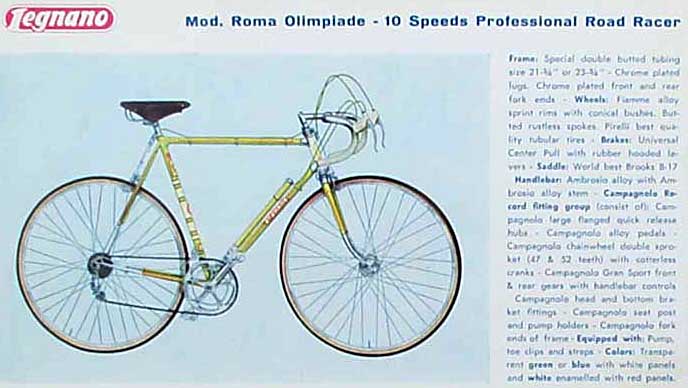 Legnano
Mod. Roma Olimpiade - 10 Speeds Professional Road Racer
Frame: Special double butted tubing
size 21-¾" or 23-¾" - Chrome plated
lugs. Chrome plated front and rear
fork ends - Wheels: Fiamme alloy
sprint rims with conical bushes. But-
ted rustless spokes. Pirelli best qua-
lity tubular tires - Brakes: Universal
Center Pull with rubber hooded le-
vers - Saddle: World best Brooks B-17
Handlebar: Ambrosio alloy with Am-
brosio alloy stem - Campagnolo Re-
cord fitting group (consist of): Cam-
pagnolo large flanged quick release
hubs - Campagnolo alloy pedals -
Campagnolo chainwheel double spro-
ket (47 & 52 teeth) with cotterless
cranks - Campagnolo Gran Sport front
& rear gears with handlebar controls
Campagnolo head and bottom bra-
ket fittings - Campagnolo seat post
and pump holders - Campagnolo fork
ends of frame - Equipped with: Pump,
toe clips and straps - Colors: Transpa-
rent green or blue with white panels
and white enamelled with red panels.